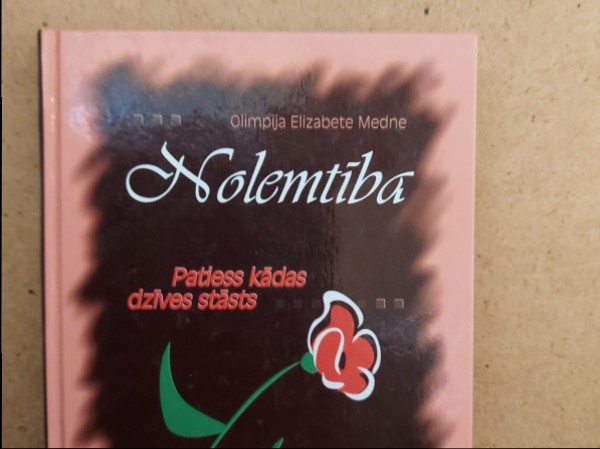 Olimpija Elizabete Medne
Nolemtība
Patiess kādas
dzīves stāsts